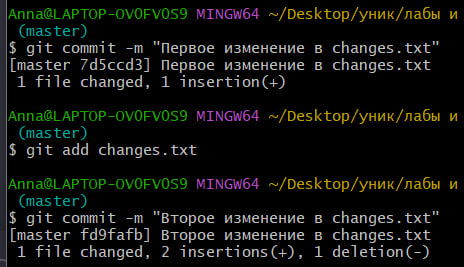 Anna@LAPTOP-OV0FV0S9 MINGW64 ~/Desktop/уник/лабы и
(master)
$ git commit -m "Первое изменение в changes.txt"
[master 7d5ccd3] Первое изменение в changes.txt
1 file changed, 1 insertion(+)
Anna@LAPTOP-OV0FV0S9 MINGW64 ~/Desktop/уник/лабы и
(master)
$ git add changes.txt
Anna@LAPTOP-OV0FV0S9 MINGW64 ~/Desktop/уник/лабы и
(master)
$ git commit -m "Второе изменение в changes.txt"
[master fd9fafb] Второе изменение в changes.txt
1 file changed, 2 insertions(+), 1 deletion(-)